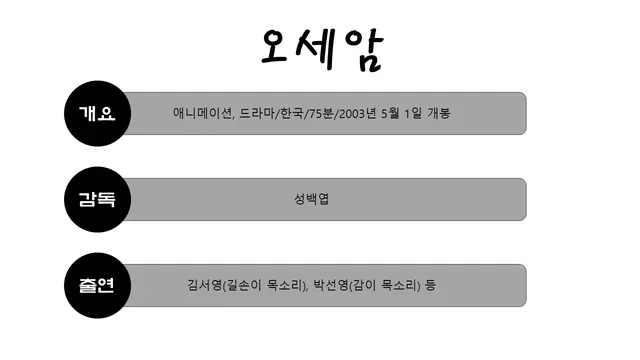 오세암
개요
애니메이션, 드라마/한국/75분/2003년 5월 1일 개봉
감독
성백엽
출연
김서영(길손이 목소리), 박선영(감이 목소리) 등